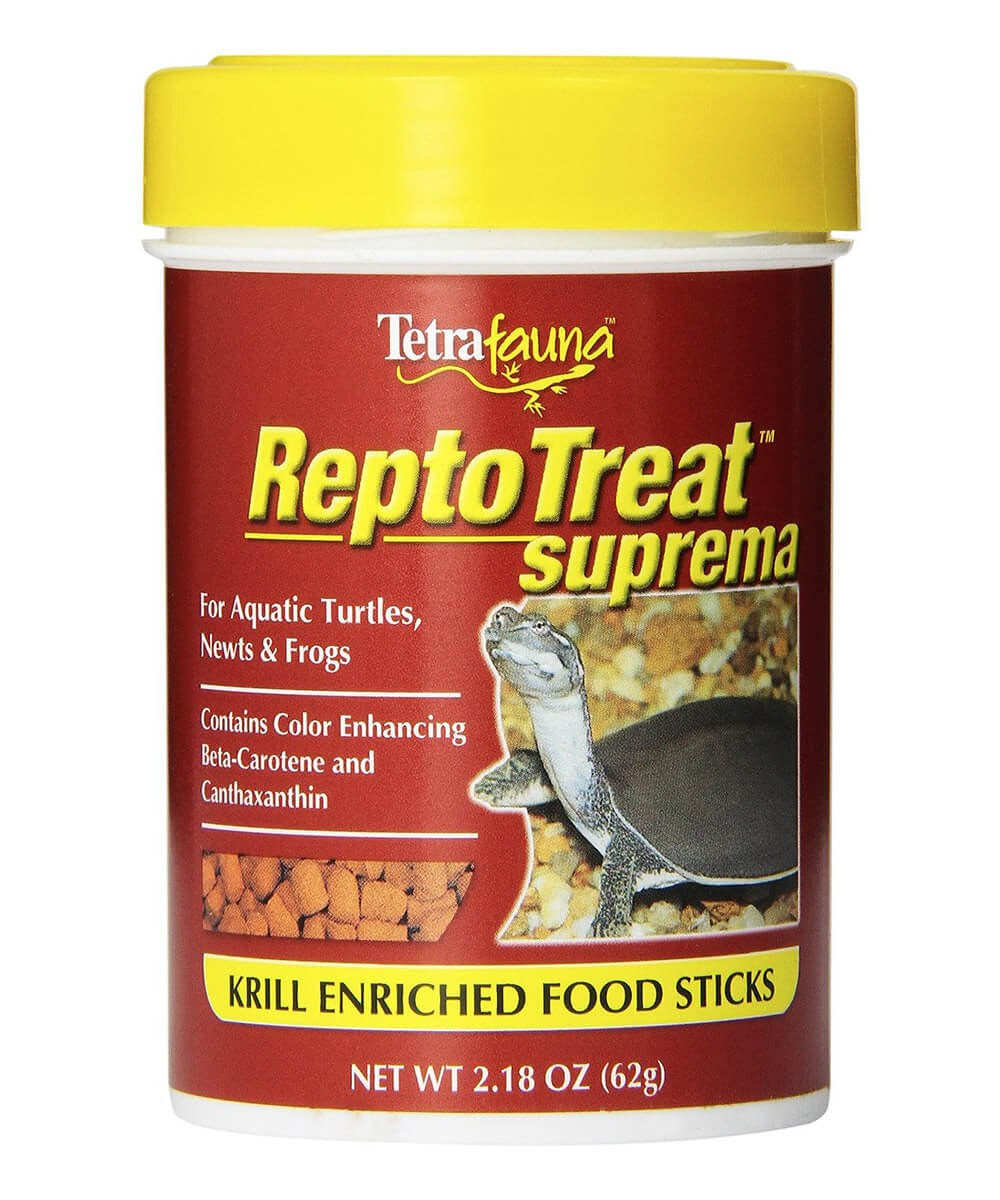 Tetrafauna™
ReptoTreat™
suprema
For Aquatic Turtles,
Newts & Frogs
Contains Color Enhancing
Beta-Carotene and
Canthaxanthin
KRILL ENRICHED FOOD STICKS
NET WT 2.18 OZ (62g)